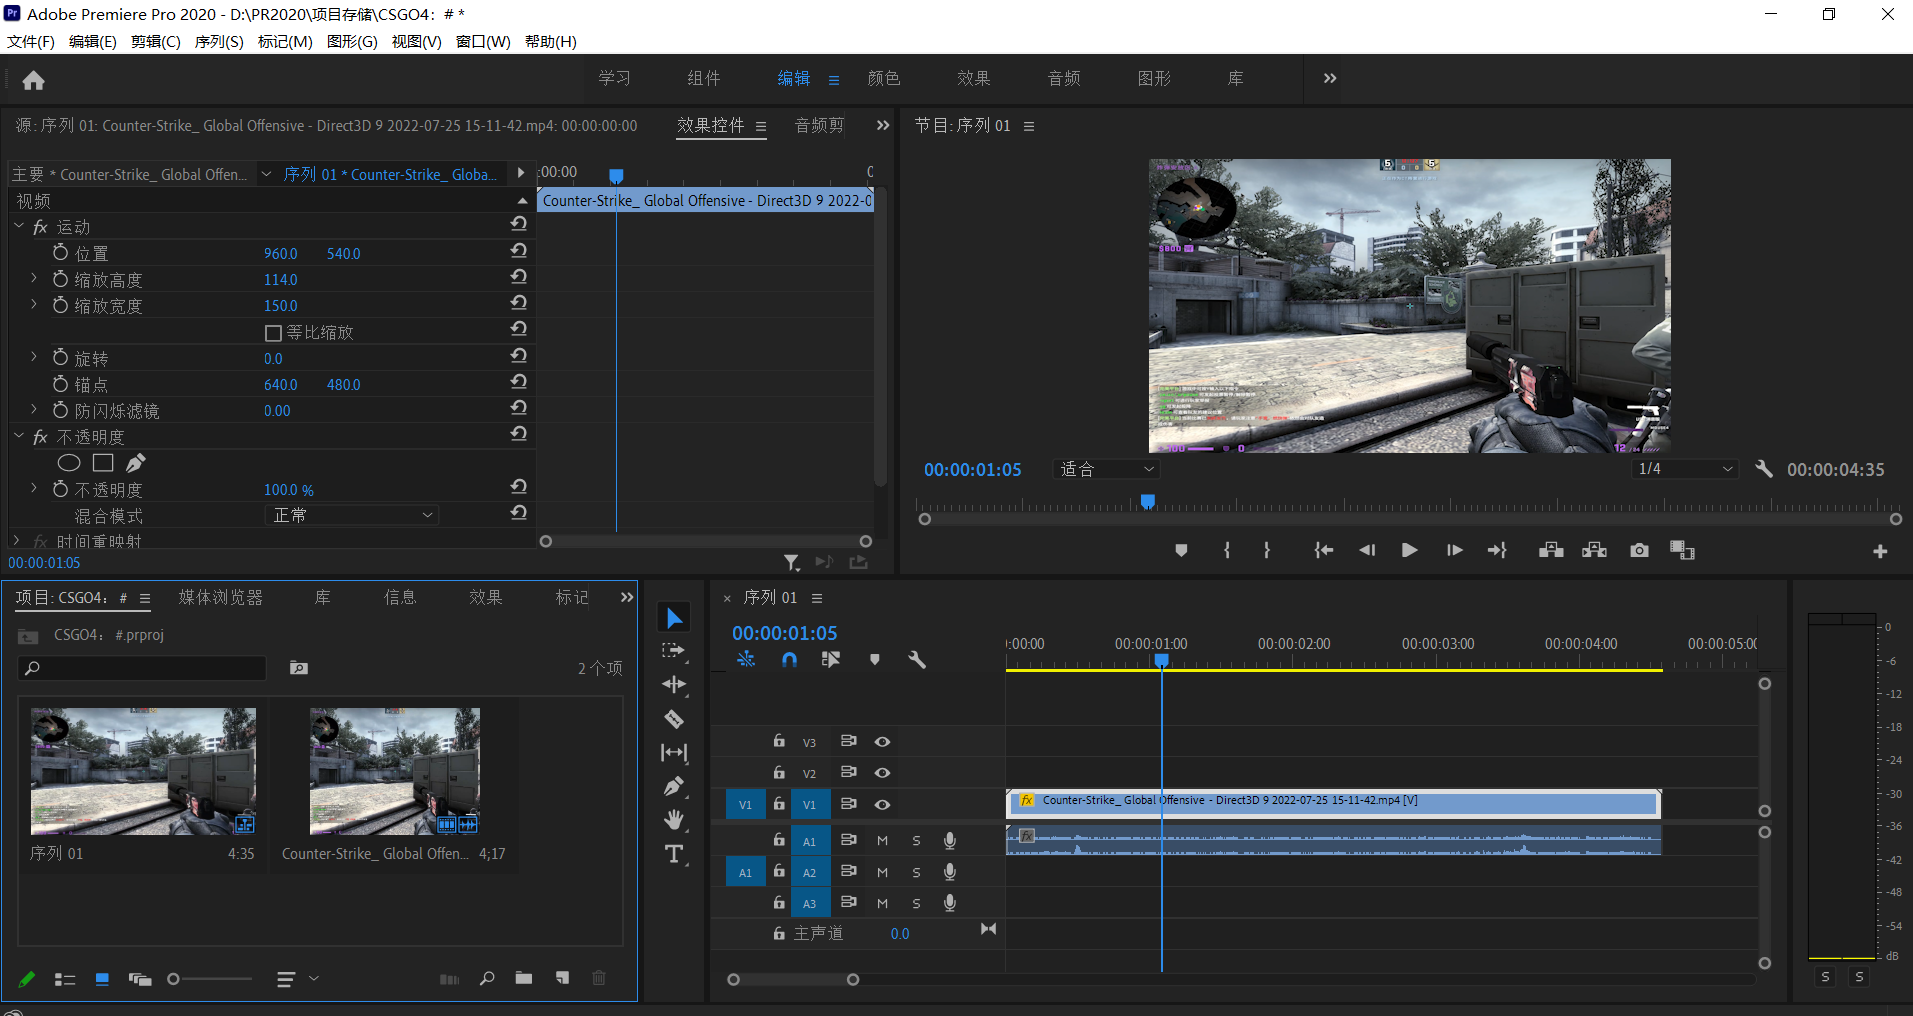 Adobe Premiere Pro 2020 - D:\PR2020\项目存储\CSGO4：# *
文件(F) 编辑(E) 剪辑(C) 序列(S) 标记(M) 图形(G) 视图(V) 窗口(W) 帮助(H)
学习 组件 编辑 颜色 效果 音频 图形 库
源: 序列 01: Counter-Strike_ Global Offensive - Direct3D 9 2022-07-25 15-11-42.mp4: 00:00:00:00 效果控件 音频剪
主要 * Counter-Strike_ Global Offen... 序列 01 * Counter-Strike_ Globa... :00:00 0
视频
Counter-Strike_ Global Offensive - Direct3D 9 2022-0
fx 运动
位置 960.0 540.0
缩放高度 114.0
缩放宽度 150.0
等比缩放
旋转 0.0
锚点 640.0 480.0
防闪烁滤镜 0.00
fx 不透明度
不透明度 100.0 %
混合模式 正常
fx 时间重映射
00:00:01:05
节目: 序列 01
00:00:01:05 适合 1/4 00:00:04:35
项目: CSGO4：# 媒体浏览器 库 信息 效果 标记
CSGO4：#.prproj
2 个项
序列 01 4:35
Counter-Strike_ Global Offen... 4;17
× 序列 01
00:00:01:05
:00:00 00:00:01:00 00:00:02:00 00:00:03:00 00:00:04:00 00:00:05:00
V3
V2
V1 V1 fx Counter-Strike_ Global Offensive - Direct3D 9 2022-07-25 15-11-42.mp4 [V]
A1 M S fx
A1 A2 M S
A3 M S
主声道 0.0
0
-6
-12
-18
-24
-30
-36
-42
-48
-54
dB
S S